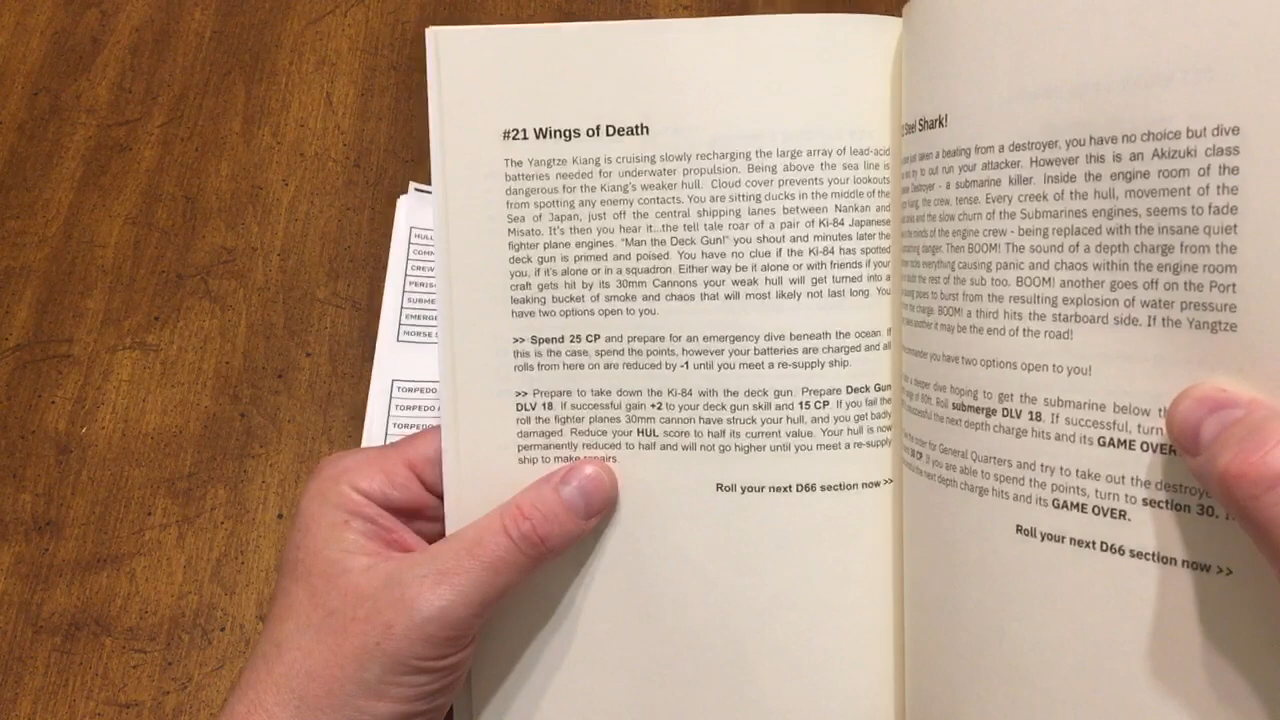 #21 Wings of Death
The Yangtze Kiang is cruising slowly recharging the large array of lead-acid
batteries needed for underwater propulsion. Being above the sea line is
dangerous for the Kiang's weaker hull. Cloud cover prevents your lookouts
from spotting any enemy contacts. You are sitting ducks in the middle of the
Sea of Japan, just off the central shipping lanes between Nankan and
Misato. It's then you hear it...the tell tale roar of a pair of Ki-84 Japanese
fighter plane engines. "Man the Deck Gun!" you shout and minutes later the
deck gun is primed and poised. You have no clue if the Ki-84 has spotted
you, if it's alone or in a squadron. Either way be it alone or with friends if your
craft gets hit by its 30mm Cannons your weak hull will get turned into a
leaking bucket of smoke and chaos that will most likely not last long. You
have two options open to you.
>> Spend 25 CP and prepare for an emergency dive beneath the ocean. If
this is the case, spend the points, however your batteries are charged and all
rolls from here on are reduced by -1 until you meet a re-supply ship.
>> Prepare to take down the Ki-84 with the deck gun. Prepare Deck Gun
DLV 18. If successful gain +2 to your deck gun skill and 15 CP. If you fail the
roll the fighter planes 30mm cannon have struck your hull, and you get badly
damaged. Reduce your HUL score to half its current value. Your hull is now
permanently reduced to half and will not go higher until you meet a re-supply
ship to make repairs.
Roll your next D66 section now >>
Steel Shark!
taken a beating from a destroyer, you have no choice but dive
to out run your attacker. However this is an Akizuki class
Destroyer - a submarine killer. Inside the engine room of the
the crew, tense. Every creek of the hull, movement of the
and the slow churn of the Submarines engines, seems to fade
minds of the engine crew - being replaced with the insane quiet
danger. Then BOOM! The sound of a depth charge from the
everything causing panic and chaos within the engine room
the rest of the sub too. BOOM! another goes off on the Port
pipes to burst from the resulting explosion of water pressure
the charge. BOOM! a third hits the starboard side. If the Yangtze
another it may be the end of the road!
you have two options open to you!
a deeper dive hoping to get the submarine below
of 80ft. Roll submerge DLV 18. If successful, turn
the next depth charge hits and its GAME OVER.
the order for General Quarters and try to take out the
CP. If you are able to spend the points, turn to section 30.
the next depth charge hits and its GAME OVER.
Roll your next D66 section now >>
HULL
CREW
TORPEDO
TORPEDO